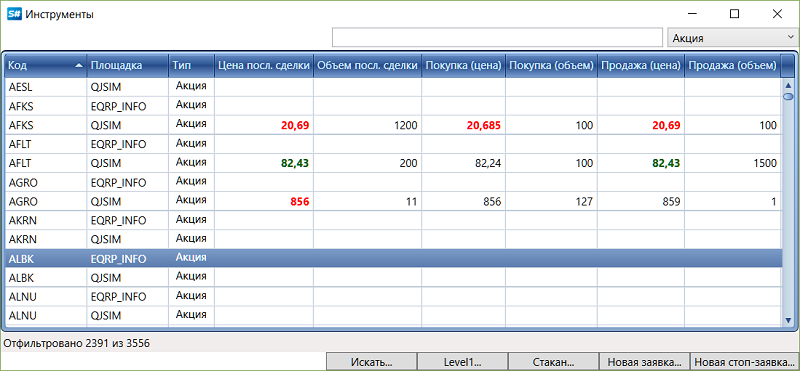 S# Инструменты
Акция
Код Площадка Тип Цена посл. сделки Объем посл. сделки Покупка (цена) Покупка (объем) Продажа (цена) Продажа (объем)
AESL QJSIM Акция
AFKS EQRP_INFO Акция
AFKS QJSIM Акция 20,69 1200 20,685 100 20,69 100
AFLT EQRP_INFO Акция
AFLT QJSIM Акция 82,43 200 82,24 100 82,43 1500
AGRO EQRP_INFO Акция
AGRO QJSIM Акция 856 11 856 127 859 1
AKRN EQRP_INFO Акция
AKRN QJSIM Акция
ALBK EQRP_INFO Акция
ALBK QJSIM Акция
ALNU EQRP_INFO Акция
ALNU QJSIM Акция
Отфильтровано 2391 из 3556
Искать... Level1... Стакан... Новая заявка... Новая стоп-заявка...